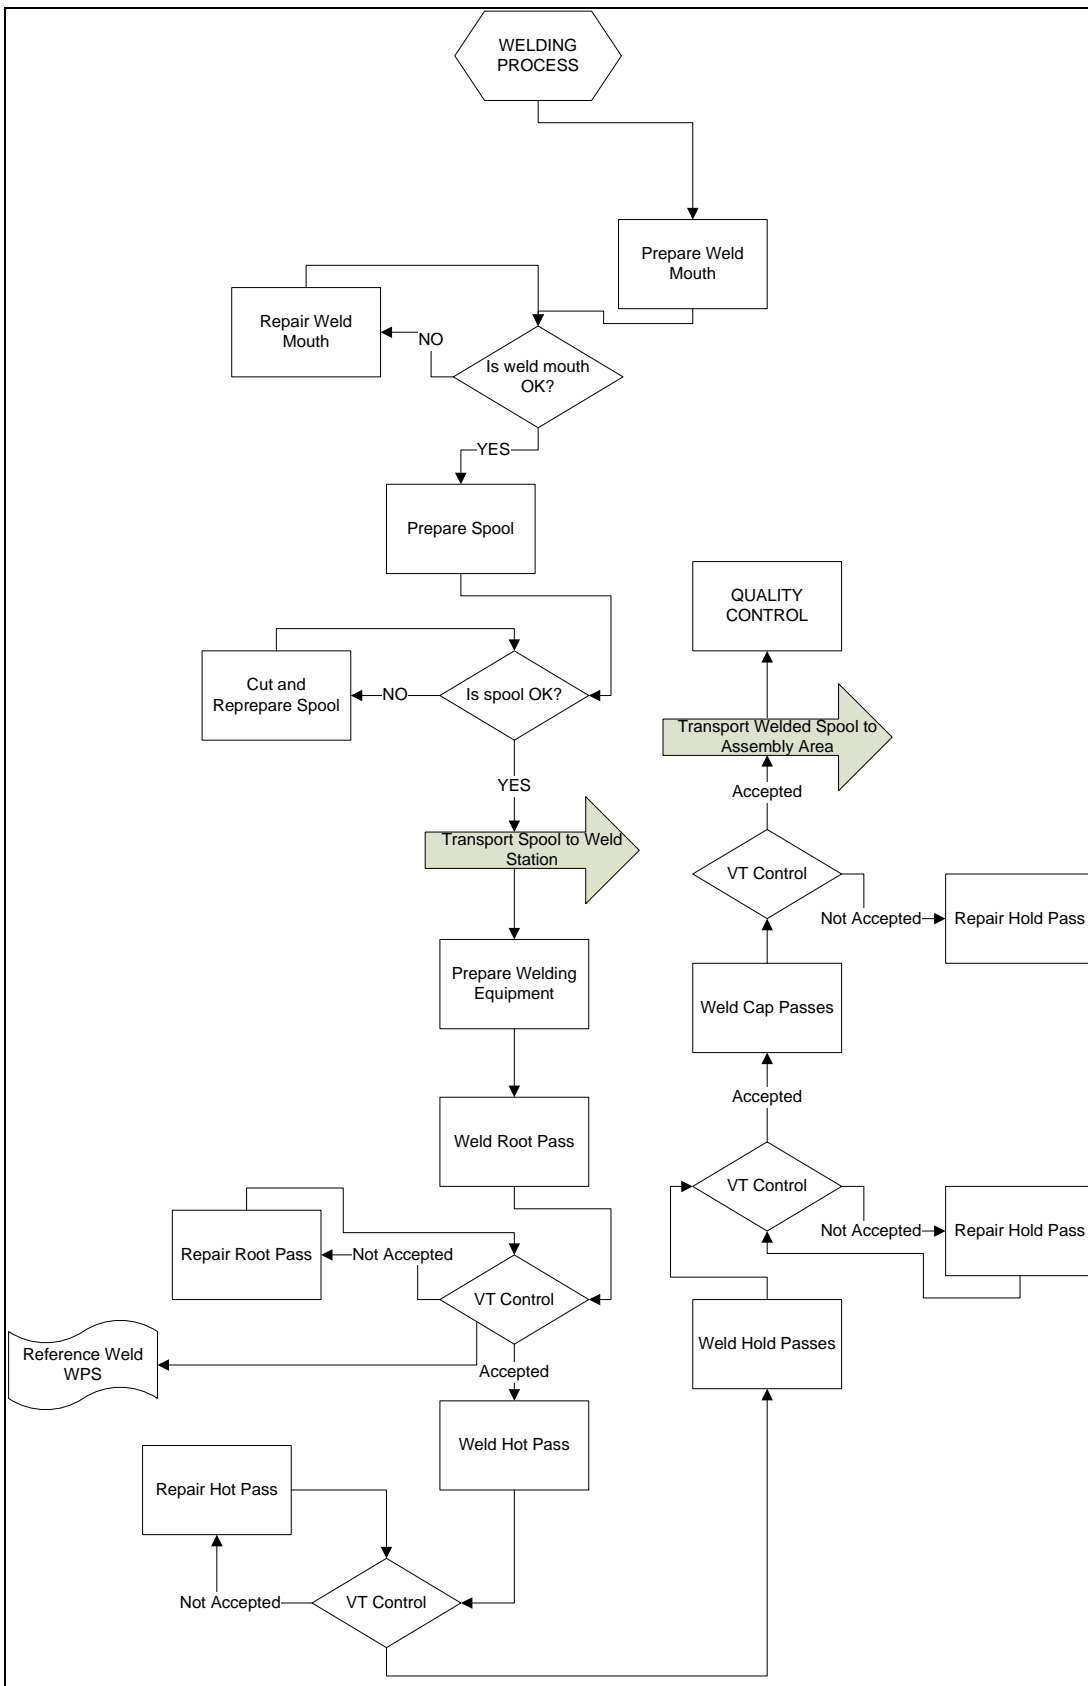 WELDING
PROCESS
Prepare Weld
Mouth
Repair Weld
Mouth
NO
Is weld mouth
OK?
YES
Prepare Spool
Cut and
Reprepare Spool
NO
Is spool OK?
YES
Transport Spool to Weld
Station
Prepare Welding
Equipment
Weld Root Pass
Repair Root Pass
Not Accepted
VT Control
Reference Weld
WPS
Accepted
Weld Hot Pass
Repair Hot Pass
Not Accepted
VT Control
Weld Hold Passes
VT Control
Not Accepted
Repair Hold Pass
Accepted
Weld Cap Passes
VT Control
Not Accepted
Repair Hold Pass
Accepted
Transport Welded Spool to
Assembly Area
QUALITY
CONTROL